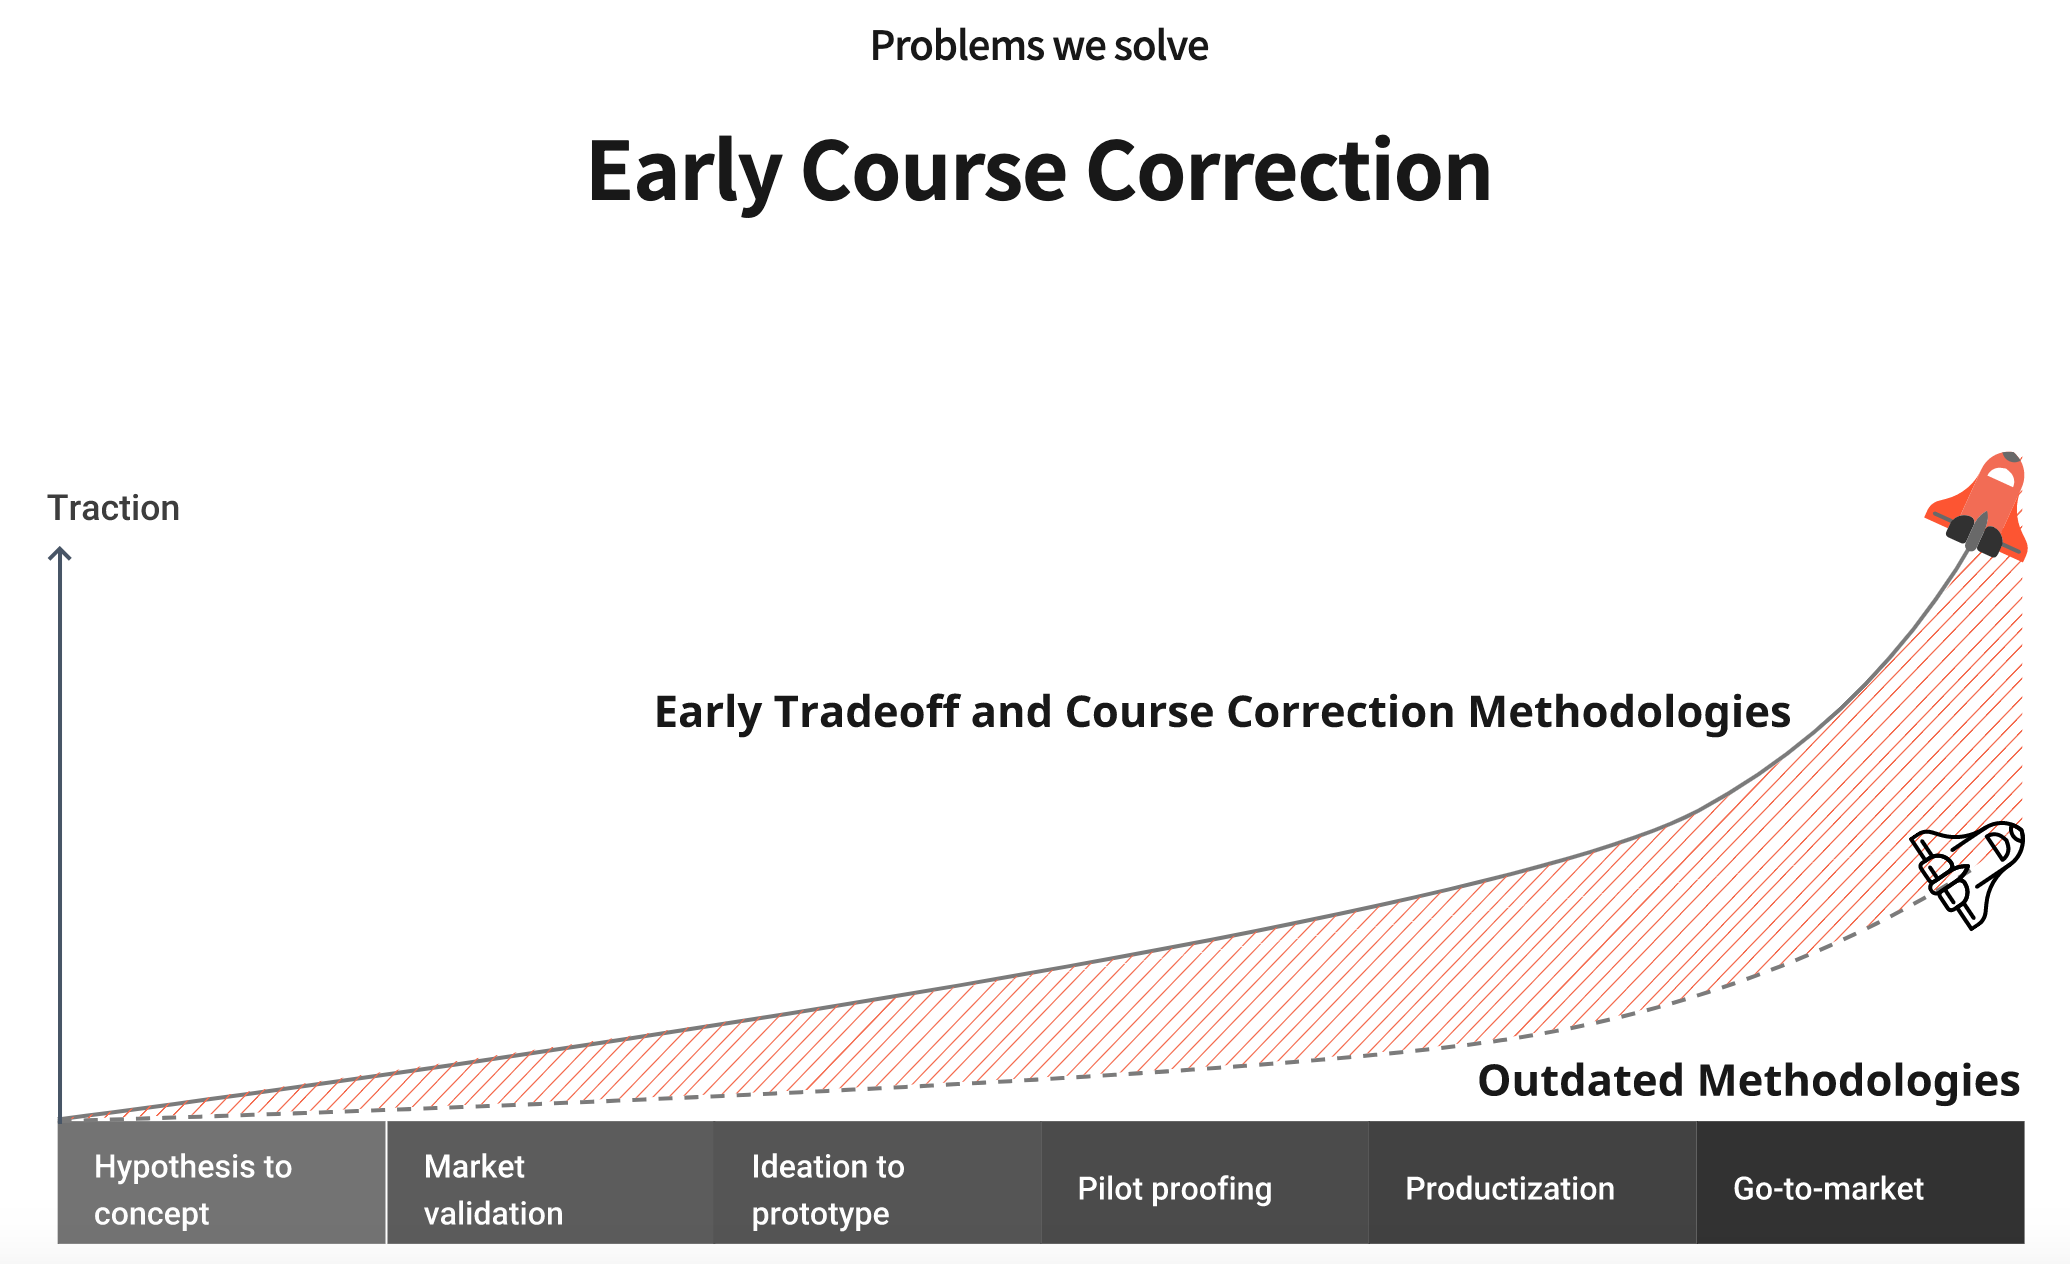 Problems we solve
Early Course Correction
Traction
Early Tradeoff and Course Correction Methodologies
Outdated Methodologies
Hypothesis to
concept
Market
validation
Ideation to
prototype
Pilot proofing
Productization
Go-to-market